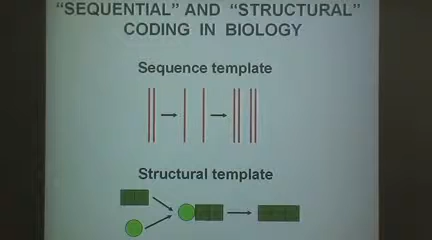 “SEQUENTIAL” AND “STRUCTURAL”
CODING IN BIOLOGY
Sequence template
Structural template